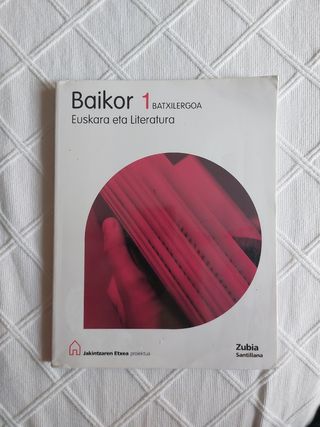 Baikor 1 BATXILERGOA
Euskara eta Literatura
Jakintzaren Etxea proiektua
Zubia
Santillana